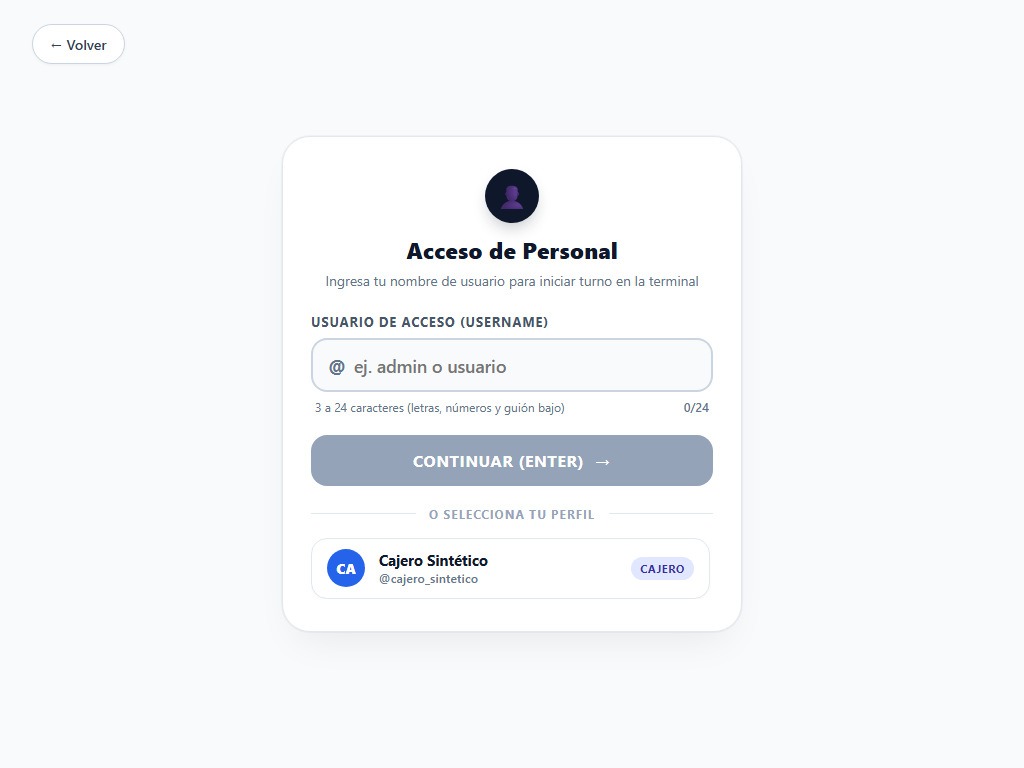 ← Volver
Acceso de Personal
Ingresa tu nombre de usuario para iniciar turno en la terminal
USUARIO DE ACCESO (USERNAME)
@ ej. admin o usuario
3 a 24 caracteres (letras, números y guión bajo) 0/24
CONTINUAR (ENTER) →
O SELECCIONA TU PERFIL
CA Cajero Sintético CAJERO
@cajero_sintetico